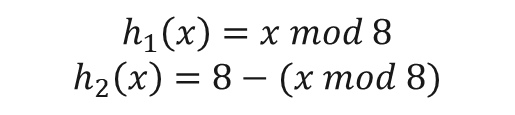 h₁(x) = x mod 8
h₂(x) = 8 − (x mod 8)